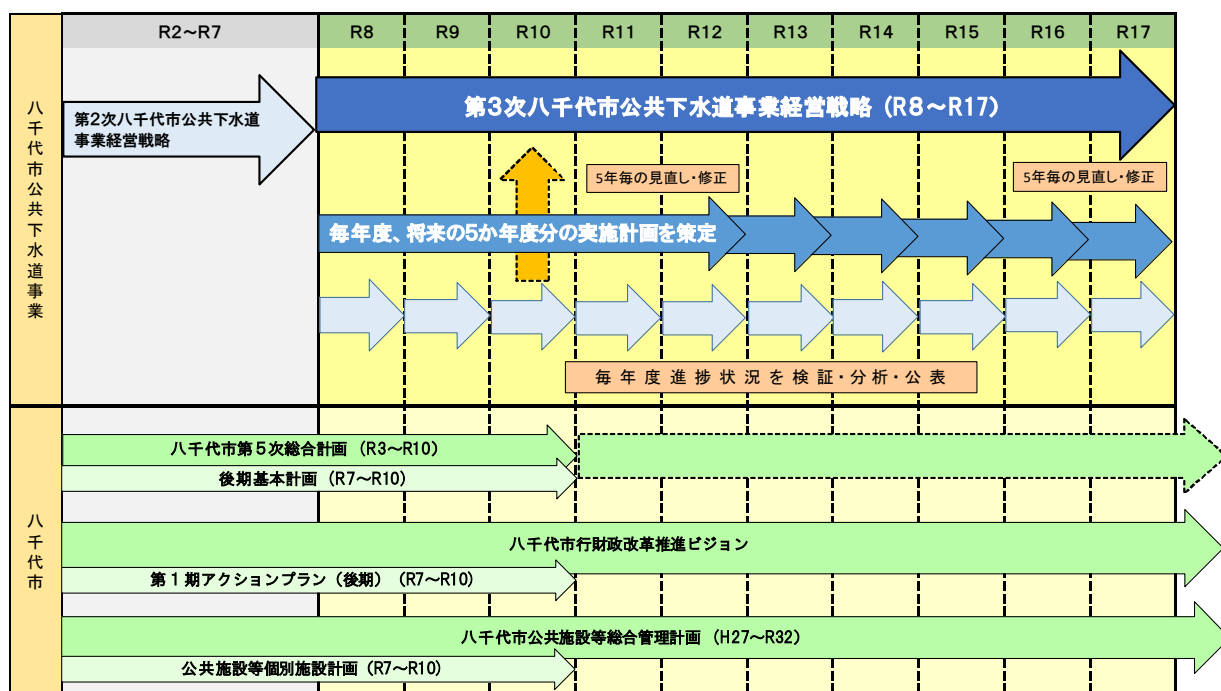 R2～R7
R8
R9
R10
R11
R12
R13
R14
R15
R16
R17
八千代市公共下水道事業
第2次八千代市公共下水道
事業経営戦略
第3次八千代市公共下水道事業経営戦略（R8～R17）
5年毎の見直し・修正
5年毎の見直し・修正
毎年度、将来の5か年度分の実施計画を策定
毎年度進捗状況を検証・分析・公表
八千代市
八千代市第５次総合計画（R3～R10）
後期基本計画（R7～R10）
八千代市行財政改革推進ビジョン
第１期アクションプラン（後期）（R7～R10）
八千代市公共施設等総合管理計画（H27～R32）
公共施設等個別施設計画（R7～R10）